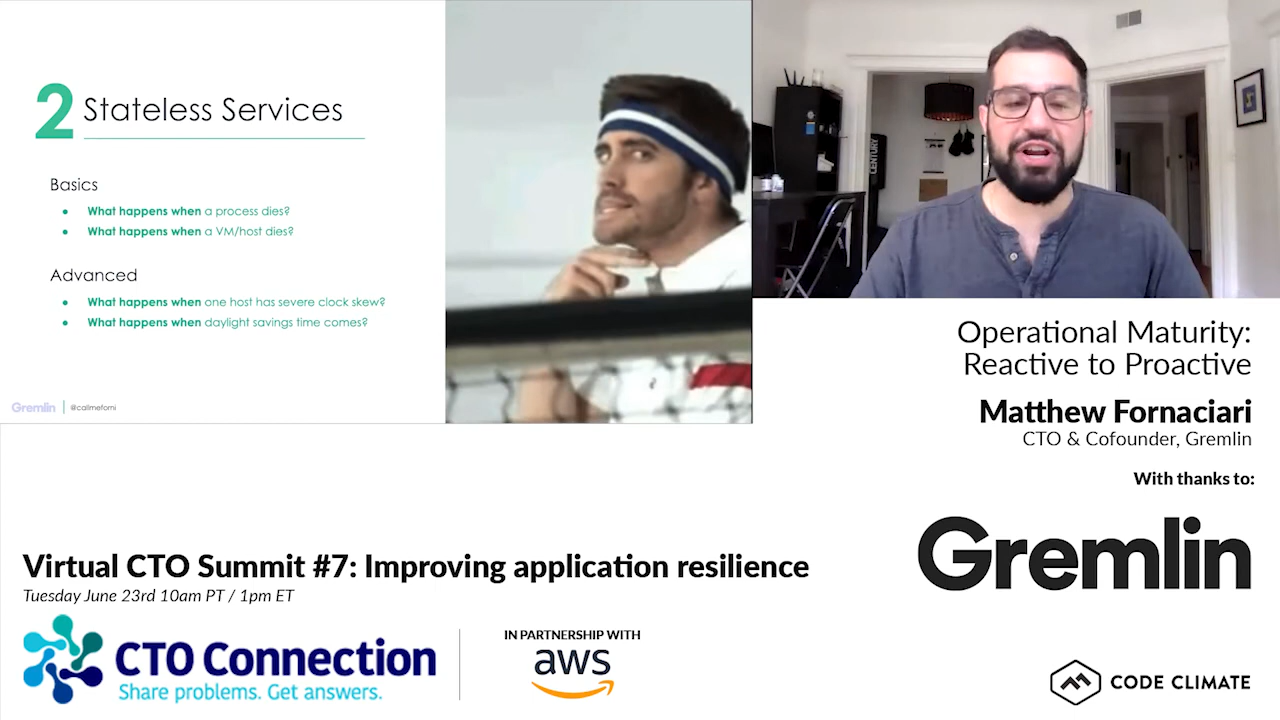 2 Stateless Services
Basics
● What happens when a process dies?
● What happens when a VM/host dies?
Advanced
● What happens when one host has severe clock skew?
● What happens when daylight savings time comes?
Gremlin | @callmeforni
CENTURY
Operational Maturity:
Reactive to Proactive
Matthew Fornaciari
CTO & Cofounder, Gremlin
With thanks to:
Gremlin
Virtual CTO Summit #7: Improving application resilience
Tuesday June 23rd 10am PT / 1pm ET
CTO Connection
Share problems. Get answers.
IN PARTNERSHIP WITH
aws
CODE CLIMATE